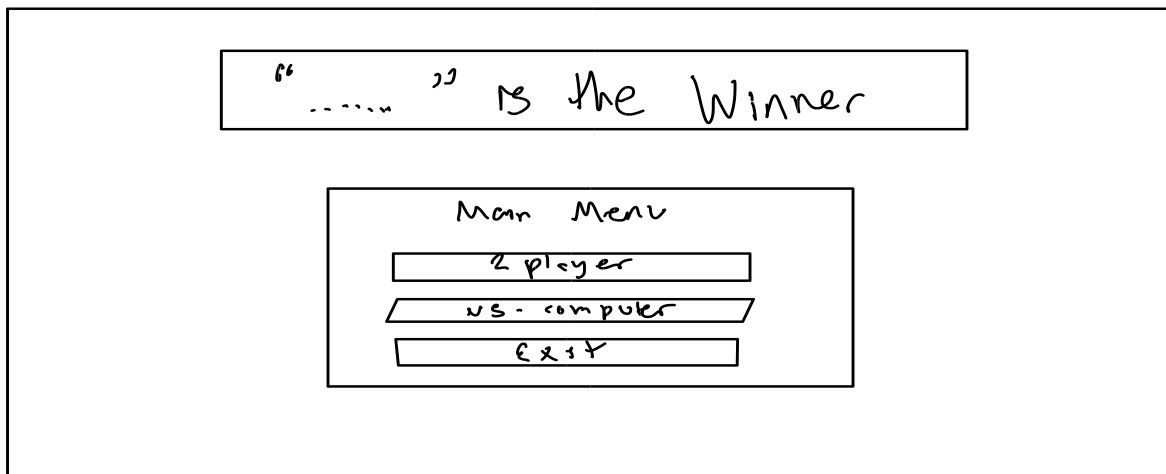 “.......” is the Winner
Main Menu
2 player
vs - computer
Exit